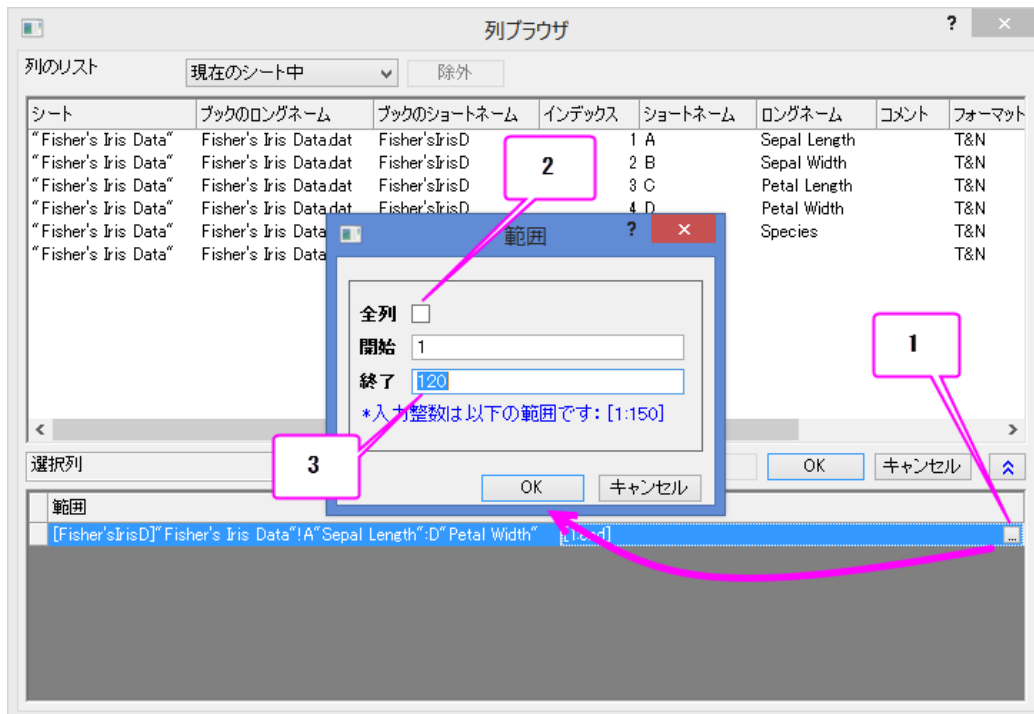 列ブラウザ ?
列のリスト 現在のシート中 除外
シート ブックのロングネーム ブックのショートネーム インデックス ショートネーム ロングネーム コメント フォーマット
"Fisher's Iris Data" Fisher's Iris Data.dat Fisher'sIrisD 1 A Sepal Length T&N
"Fisher's Iris Data" Fisher's Iris Data.dat Fisher'sIrisD 2 B Sepal Width T&N
"Fisher's Iris Data" Fisher's Iris Data.dat Fisher'sIrisD 3 C Petal Length T&N
"Fisher's Iris Data" Fisher's Iris Data.dat Fisher'sIrisD 4 D Petal Width T&N
"Fisher's Iris Data" Fisher's Iris Data Species T&N
"Fisher's Iris Data" Fisher's Iris Data T&N
2
範囲 ?
全列
開始 1
終了 120
*入力整数は以下の範囲です: [1:150]
OK キャンセル
1
3
選択列 OK キャンセル
範囲
[Fisher'sIrisD]"Fisher's Iris Data"!A"Sepal Length":D"Petal Width" [1:end] ...